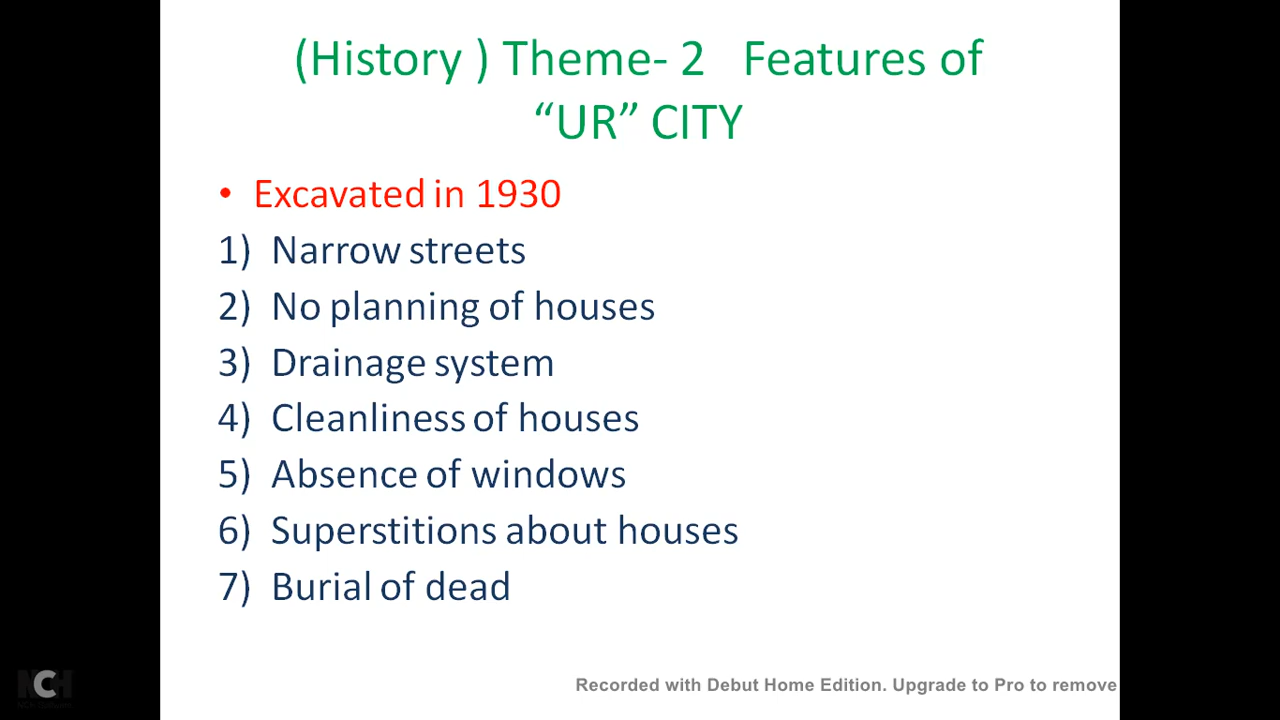 (History ) Theme- 2 Features of
“UR” CITY
• Excavated in 1930
1) Narrow streets
2) No planning of houses
3) Drainage system
4) Cleanliness of houses
5) Absence of windows
6) Superstitions about houses
7) Burial of dead
NCH
Recorded with Debut Home Edition. Upgrade to Pro to remove